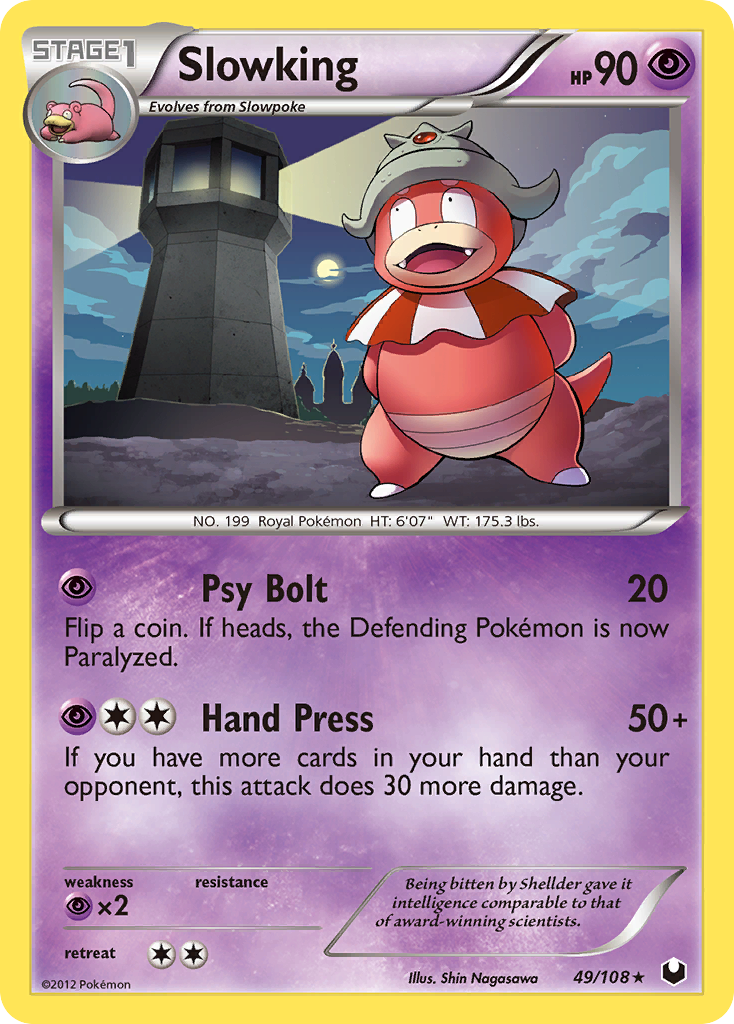 STAGE1
Slowking
HP 90
Evolves from Slowpoke
NO. 199 Royal Pokémon HT: 6'07" WT: 175.3 lbs.
Psy Bolt 20
Flip a coin. If heads, the Defending Pokémon is now
Paralyzed.
Hand Press 50+
If you have more cards in your hand than your
opponent, this attack does 30 more damage.
weakness resistance
×2
retreat
Being bitten by Shellder gave it
intelligence comparable to that
of award-winning scientists.
©2012 Pokémon
Illus. Shin Nagasawa 49/108★